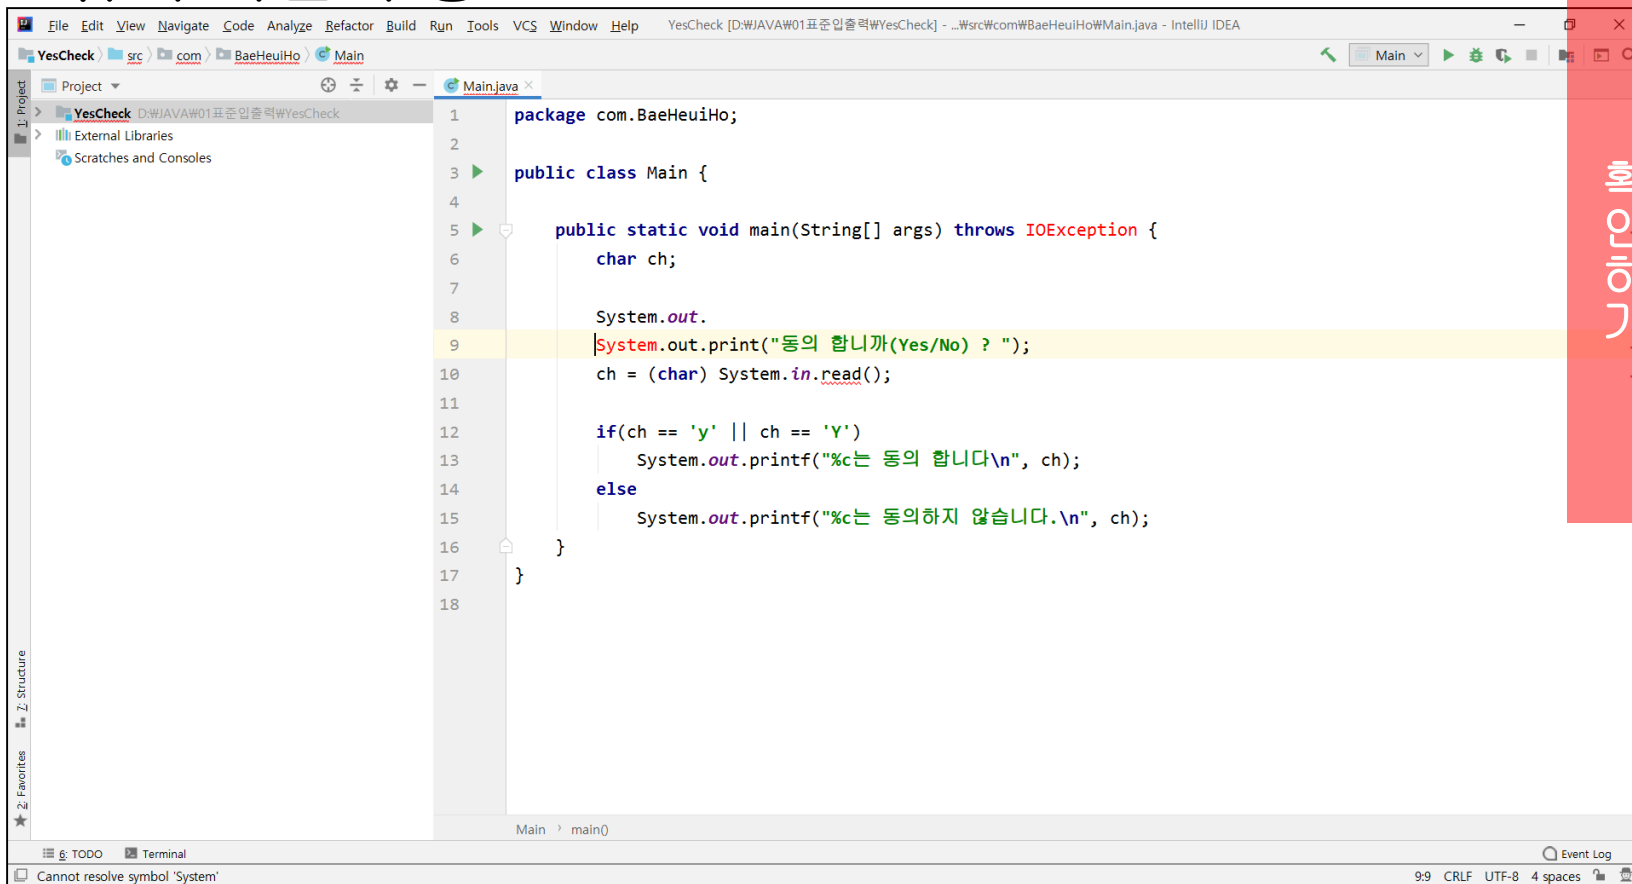 File Edit View Navigate Code Analyze Refactor Build Run Tools VCS Window Help YesCheck [D:₩JAVA₩01표준입출력₩YesCheck] - ...₩src₩com₩BaeHeuiHo₩Main.java - IntelliJ IDEA
YesCheck src com BaeHeuiHo Main Main
1: Project
Project
Main.java
YesCheck D:₩JAVA₩01표준입출력₩YesCheck
External Libraries
Scratches and Consoles
1 package com.BaeHeuiHo;
2
3 public class Main {
4
5 public static void main(String[] args) throws IOException {
6 char ch;
7
8 System.out.
9 System.out.print("동의 합니까(Yes/No) ? ");
10 ch = (char) System.in.read();
11
12 if(ch == 'y' || ch == 'Y')
13 System.out.printf("%c는 동의 합니다\n", ch);
14 else
15 System.out.printf("%c는 동의하지 않습니다.\n", ch);
16 }
17 }
18
7: Structure
2: Favorites
Main main()
6: TODO Terminal Event Log
Cannot resolve symbol 'System' 9:9 CRLF UTF-8 4 spaces